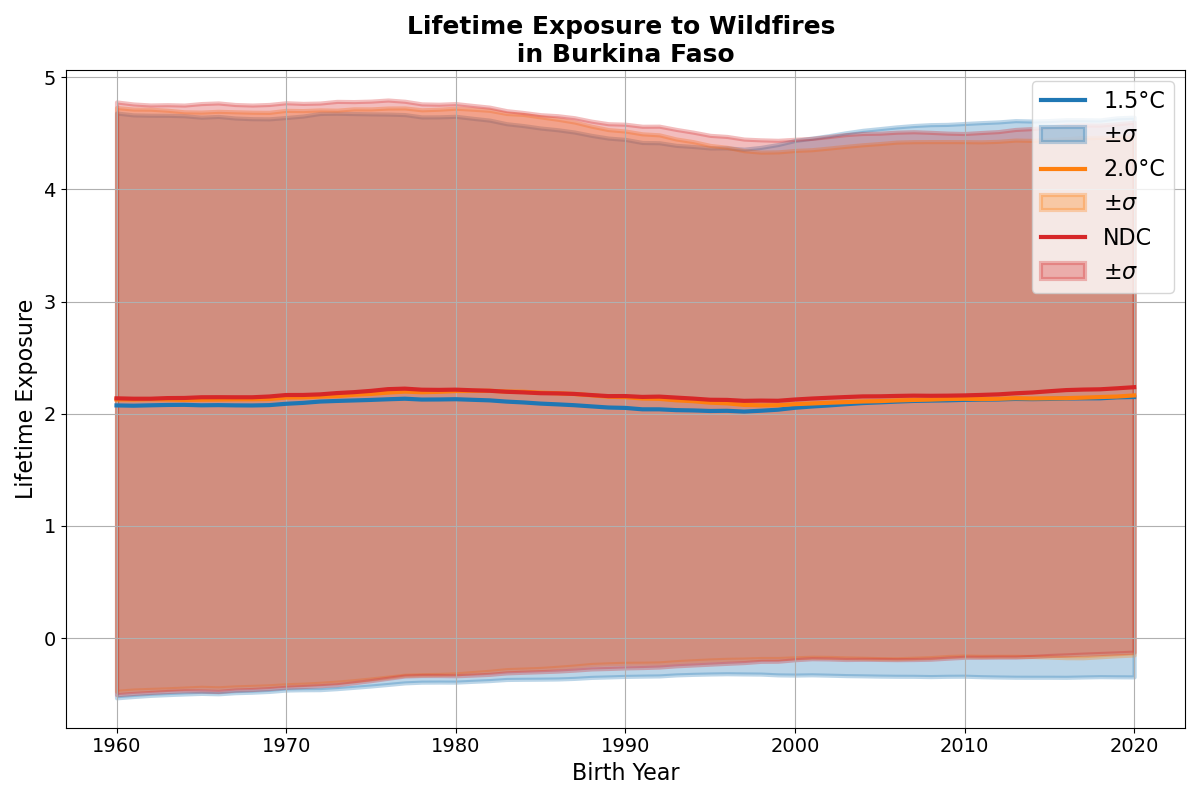 Lifetime Exposure to Wildfires
in Burkina Faso
Lifetime Exposure
5
4
3
2
1
0
1960 1970 1980 1990 2000 2010 2020
Birth Year
1.5°C
±σ
2.0°C
±σ
NDC
±σ